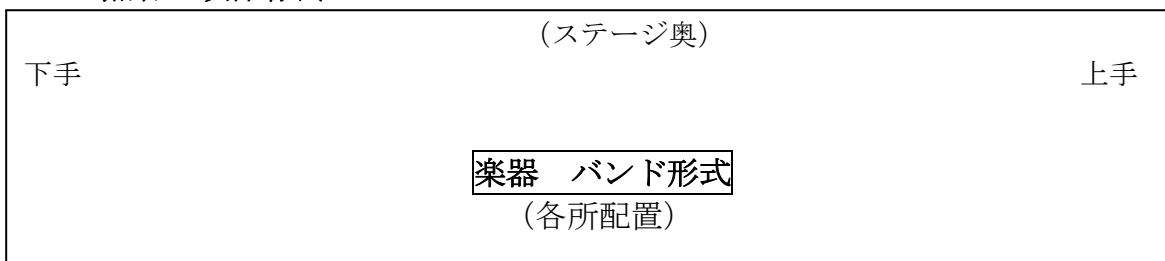 （ステージ奥）
下手　上手
楽器　バンド形式
（各所配置）